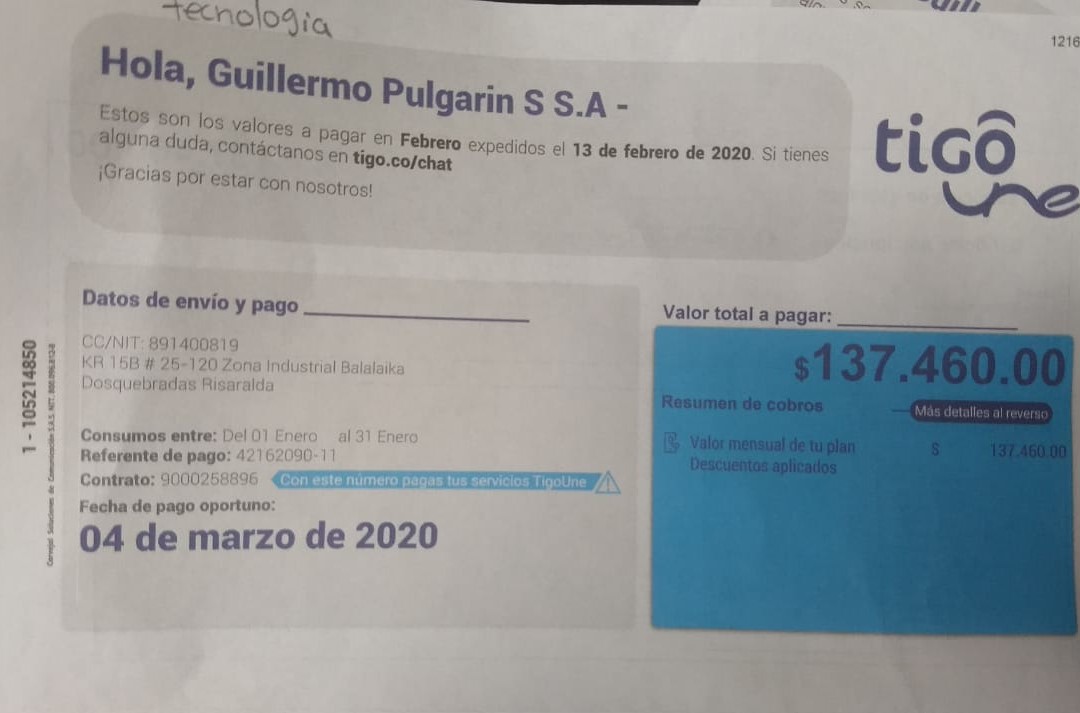 tecnologia
1216
Hola, Guillermo Pulgarin S S.A -
Estos son los valores a pagar en Febrero expedidos el 13 de febrero de 2020. Si tienes
alguna duda, contáctanos en tigo.co/chat
¡Gracias por estar con nosotros!
tigô
une
Datos de envío y pago
CC/NIT: 891400819
KR 15B # 25-120 Zona Industrial Balalaika
Dosquebradas Risaralda
Consumos entre: Del 01 Enero al 31 Enero
Referente de pago: 42162090-11
Contrato: 9000258896 Con este número pagas tus servicios TigoUne
Fecha de pago oportuno:
04 de marzo de 2020
Valor total a pagar:
$137.460.00
Resumen de cobros
Más detalles al reverso
Valor mensual de tu plan $ 137.460.00
Descuentos aplicados
1 - 105214850